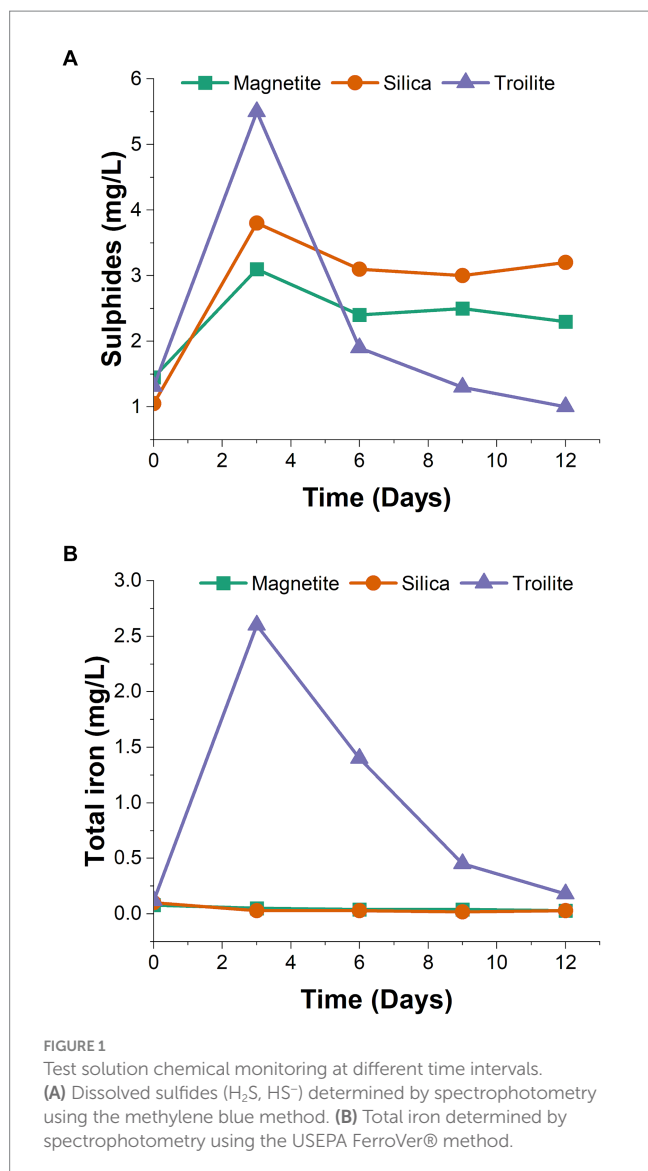 A
Magnetite Silica Troilite
6
5
4
3
2
1
Sulphides (mg/L)
0 2 4 6 8 10 12
Time (Days)
B
Magnetite Silica Troilite
3.0
2.5
2.0
1.5
1.0
0.5
0.0
Total iron (mg/L)
0 2 4 6 8 10 12
Time (Days)
FIGURE 1
Test solution chemical monitoring at different time intervals.
(A) Dissolved sulfides (H₂S, HS⁻) determined by spectrophotometry
using the methylene blue method. (B) Total iron determined by
spectrophotometry using the USEPA FerroVer® method.